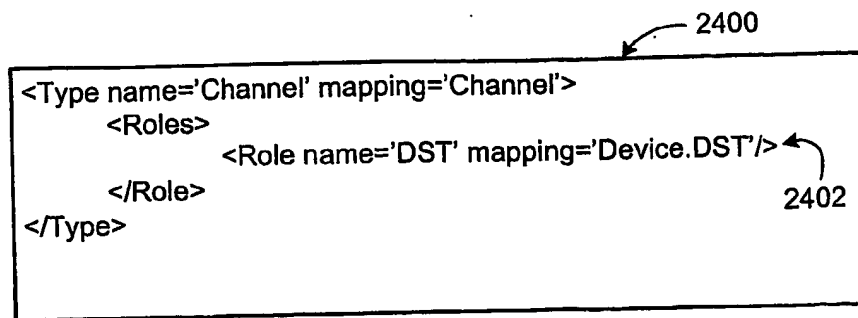 2400
<Type name='Channel' mapping='Channel'>
<Roles>
<Role name='DST' mapping='Device.DST'/>
</Role>
2402
</Type>